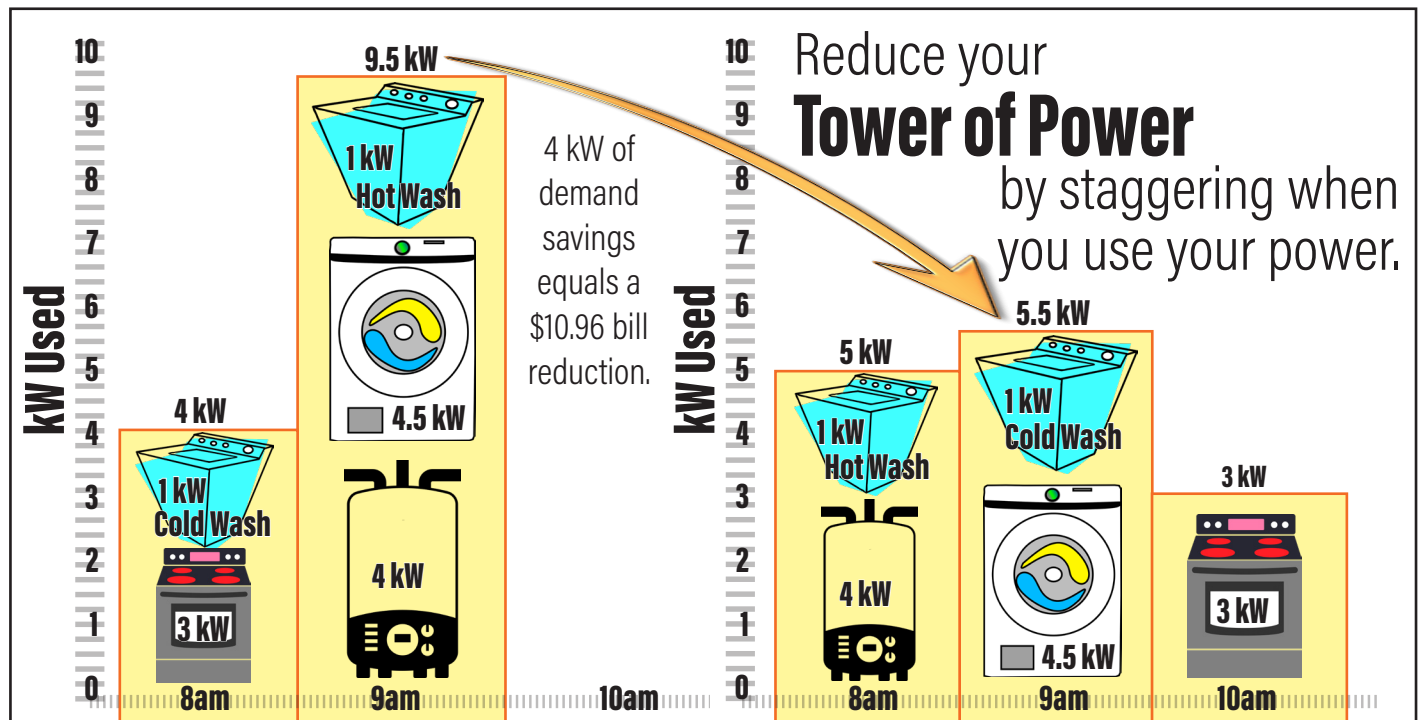 Reduce your
Tower of Power
by staggering when
you use your power.
kW Used
10
9
8
7
6
5
4
3
2
1
0
4 kW
1 kW
Cold Wash
3 kW
8am
9.5 kW
1 kW
Hot Wash
4.5 kW
4 kW
9am
10am
4 kW of
demand
savings
equals a
$10.96 bill
reduction.
kW Used
10
9
8
7
6
5
4
3
2
1
0
5 kW
1 kW
Hot Wash
4 kW
8am
5.5 kW
1 kW
Cold Wash
4.5 kW
9am
3 kW
3 kW
10am